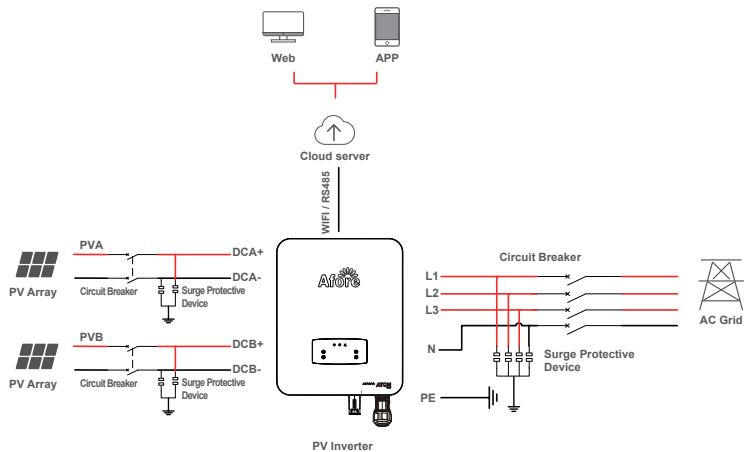 Web
APP
Cloud server
WIFI / RS485
PVA
DCA+
DCA-
PV Array
Circuit Breaker
Surge Protective
Device
PVB
DCB+
DCB-
PV Array
Circuit Breaker
Surge Protective
Device
Afore
PV Inverter
Circuit Breaker
L1
L2
L3
N
AC Grid
Surge Protective
Device
PE